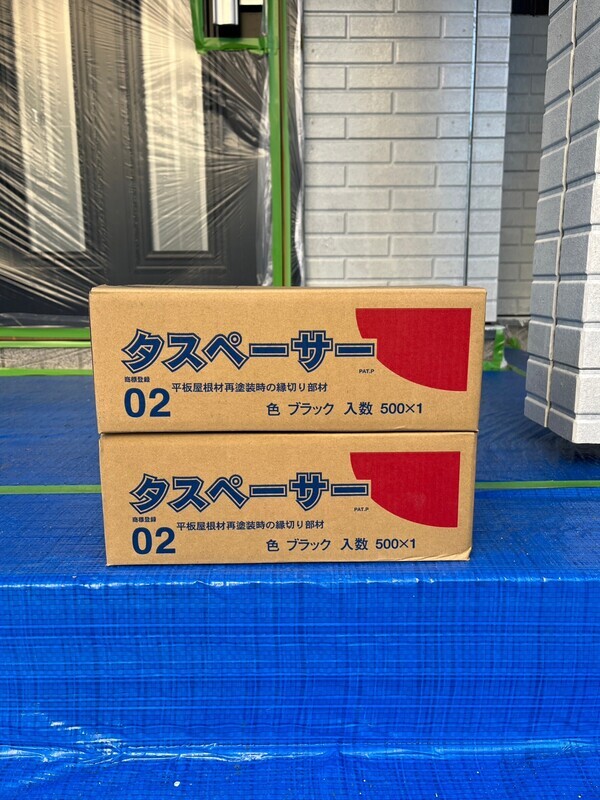 タスペーサー
PAT.P
商標登録
02
平板屋根材再塗装時の縁切り部材
色 ブラック 入数 500×1
タスペーサー
PAT.P
商標登録
02
平板屋根材再塗装時の縁切り部材
色 ブラック 入数 500×1